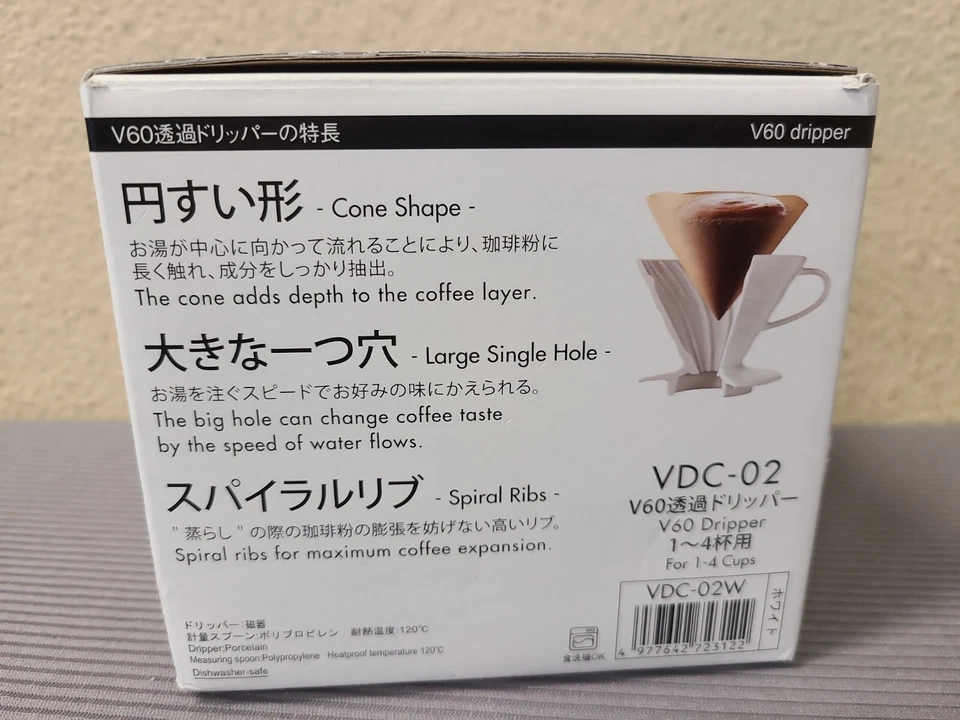 V60透過ドリッパーの特長
V60 dripper
円すい形 - Cone Shape -
お湯が中心に向かって流れることにより、珈琲粉に
長く触れ、成分をしっかり抽出。
The cone adds depth to the coffee layer.
大きな一つ穴 - Large Single Hole -
お湯を注ぐスピードでお好みの味にかえられる。
The big hole can change coffee taste
by the speed of water flows.
スパイラルリブ - Spiral Ribs -
"蒸らし"の際の珈琲粉の膨張を妨げない高いリブ。
Spiral ribs for maximum coffee expansion.
ドリッパー:磁器
計量スプーン:ポリプロピレン 耐熱温度:120℃
Dripper:Porcelain
Measuring spoon:Polypropylene Heatproof temperature 120℃
Dishwasher-safe
食洗機OK
VDC-02
V60透過ドリッパー
V60 Dripper
1〜4杯用
For 1-4 Cups
VDC-02W
4 977642 723122
ホワイト